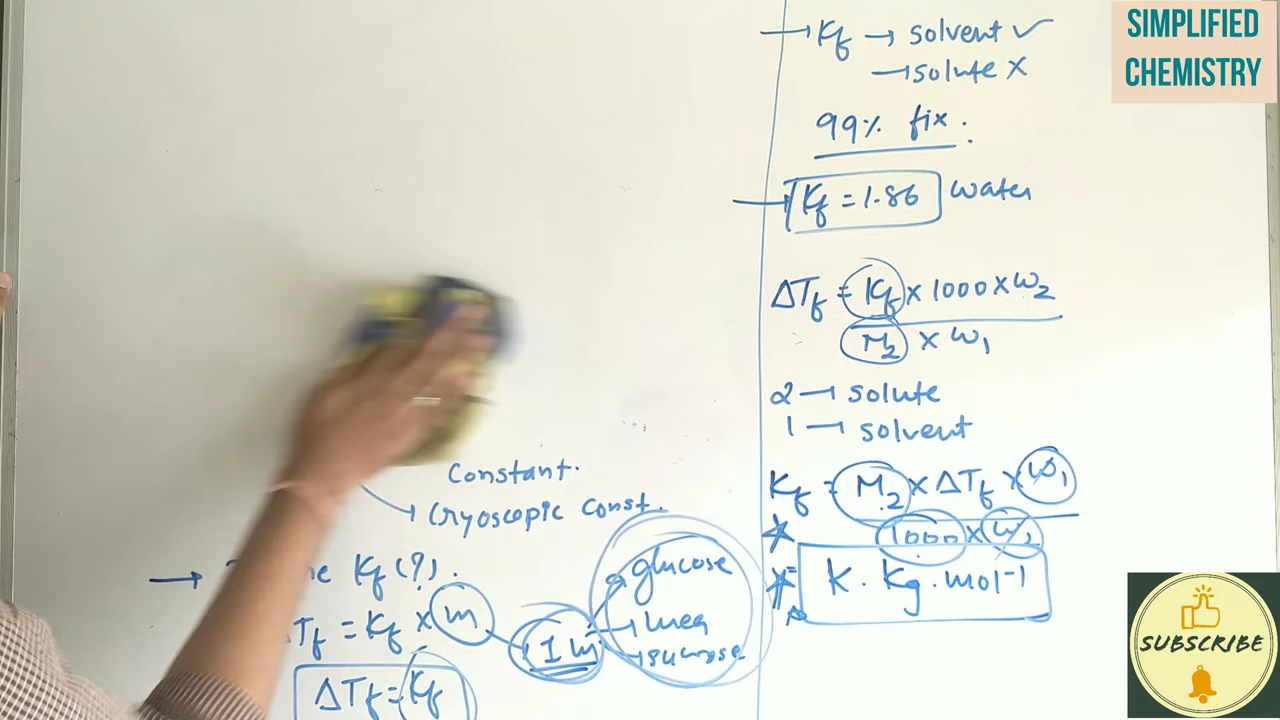 Constant.
→ Cryoscopic Const.
→ Kf (?).
ΔTf = Kf × m
1 m
glucose
→ urea
→ sucrose
ΔTf = Kf
→ Kf → solvent ✓
→ solute ×
99% fix.
→ Kf = 1.86 water
ΔTf = Kf × 1000 × W2
M2 × W1
2 → solute
1 → solvent
Kf = M2 × ΔTf × W1
1000 × W2
= K. Kg. mol-1
SIMPLIFIED
CHEMISTRY
SUBSCRIBE